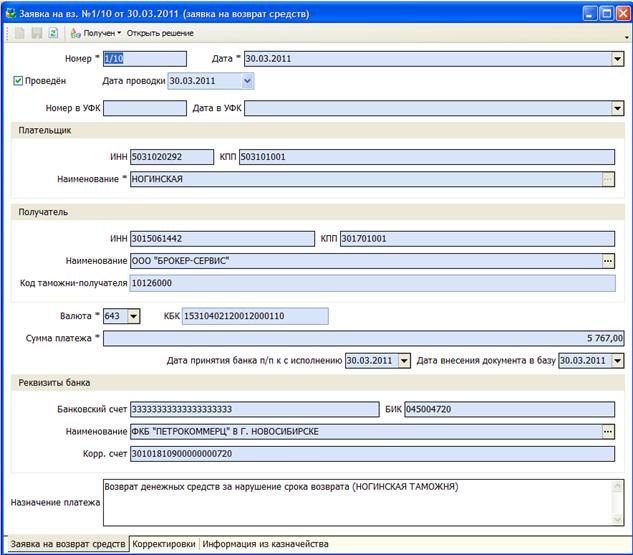 Заявка на вз. №1/10 от 30.03.2011 (заявка на возврат средств)
Получен Открыть решение
Номер * 1/10 Дата * 30.03.2011
Проведён Дата проводки 30.03.2011
Номер в УФК Дата в УФК
Плательщик
ИНН 5031020292 КПП 503101001
Наименование * НОГИНСКАЯ ...
Получатель
ИНН 3015061442 КПП 301701001
Наименование ООО "БРОКЕР-СЕРВИС" ...
Код таможни-получателя 10126000
Валюта * 643 КБК 15310402120012000110
Сумма платежа * 5 767,00
Дата принятия банка п/п к с исполнению 30.03.2011 Дата внесения документа в базу 30.03.2011
Реквизиты банка
Банковский счет 33333333333333333333 БИК 045004720
Наименование ФКБ "ПЕТРОКОММЕРЦ" В Г. НОВОСИБИРСКЕ ...
Корр. счет 30101810900000000720
Назначение платежа Возврат денежных средств за нарушение срока возврата (НОГИНСКАЯ ТАМОЖНЯ)
Заявка на возврат средств Корректировки Информация из казначейства